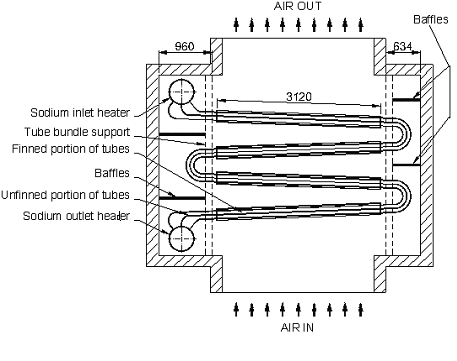 AIR OUT
Baffles
960
634
3120
Sodium inlet heater
Tube bundle support
Finned portion of tubes
Baffles
Unfinned portion of tubes
Sodium outlet header
AIR IN